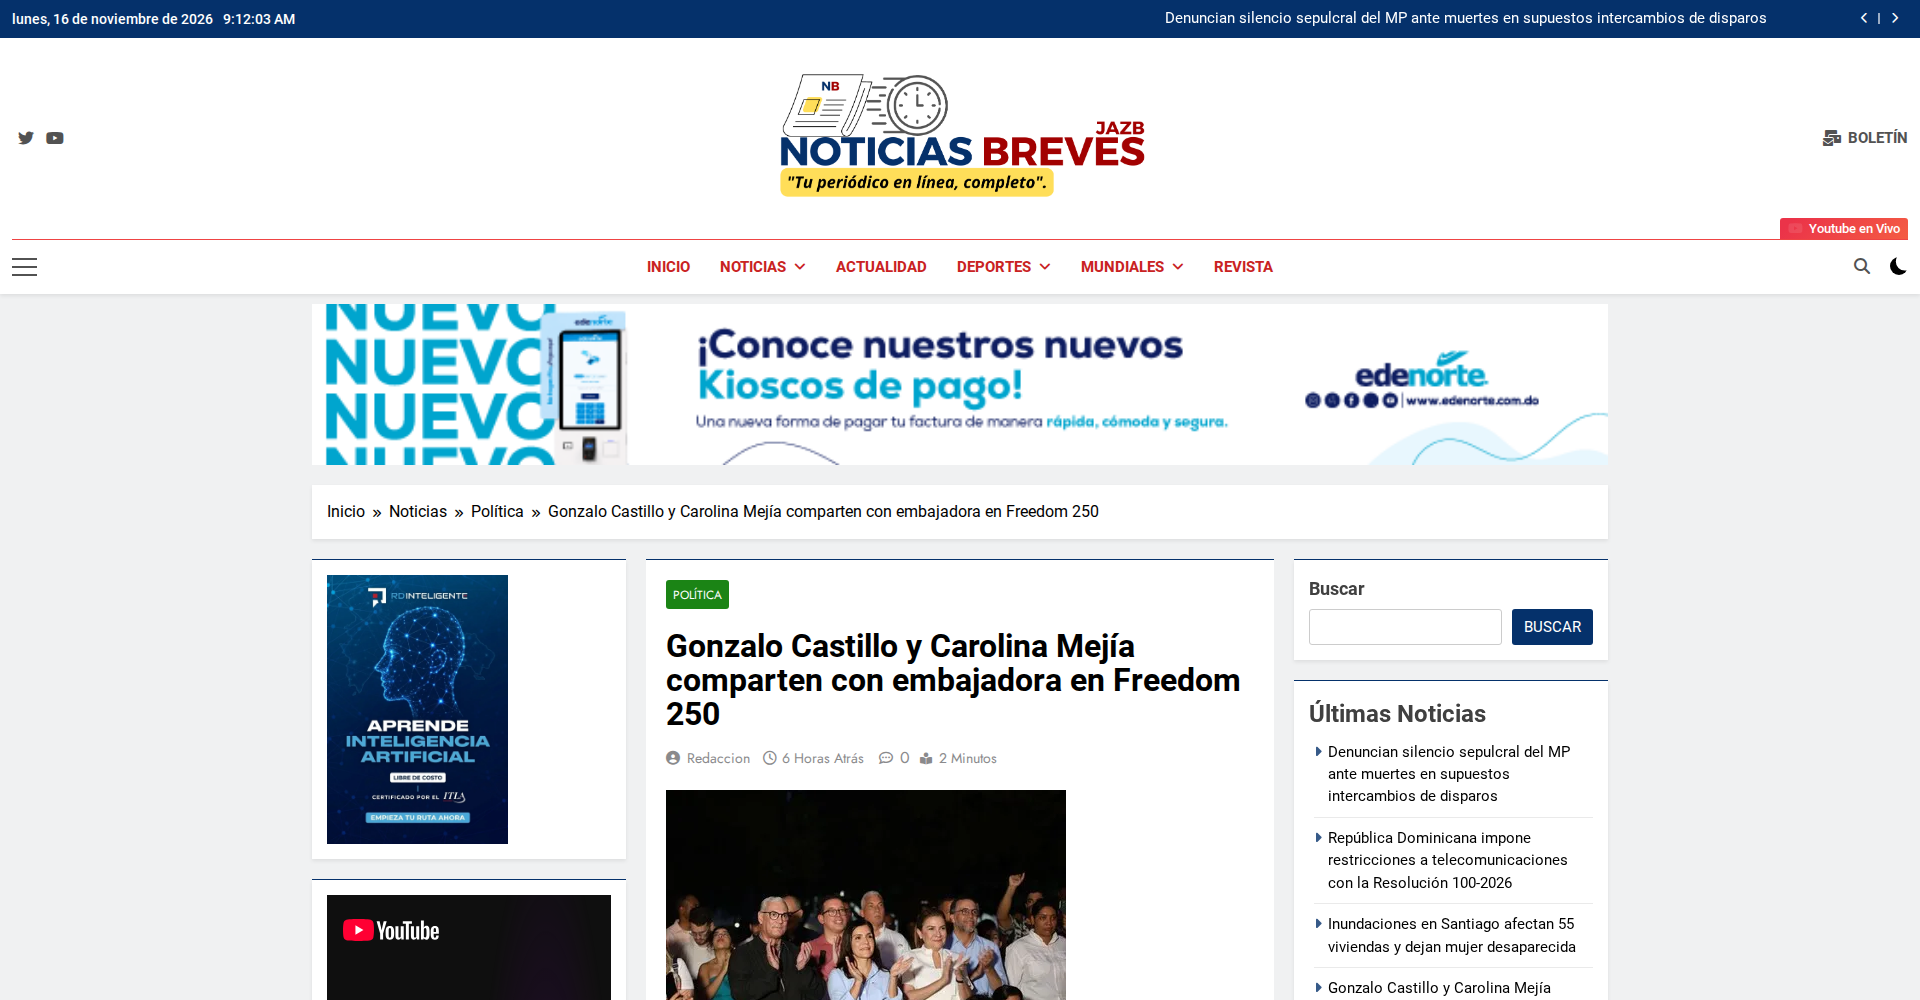 lunes, 16 de noviembre de 2026 9:12:03 AM
Denuncian silencio sepulcral del MP ante muertes en supuestos intercambios de disparos
NB
JAZB
NOTICIAS BREVES
"Tu periódico en línea, completo".
BOLETÍN
Youtube en Vivo
INICIO
NOTICIAS
ACTUALIDAD
DEPORTES
MUNDIALES
REVISTA
NUEVO
NUEVO
NUEVO
NUEVO
edenorte
¡Conoce nuestros nuevos
Kioscos de pago!
Una nueva forma de pagar tu factura de manera rápida, cómoda y segura.
edenorte
www.edenorte.com.do
Inicio » Noticias » Política » Gonzalo Castillo y Carolina Mejía comparten con embajadora en Freedom 250
RD INTELIGENTE
APRENDE
INTELIGENCIA
ARTIFICIAL
LIBRE DE COSTO
CERTIFICADO POR EL ITLA
EMPIEZA TU RUTA AHORA
YouTube
POLÍTICA
Gonzalo Castillo y Carolina Mejía
comparten con embajadora en Freedom
250
Redaccion 6 Horas Atrás 0 2 Minutos
Buscar
BUSCAR
Últimas Noticias
Denuncian silencio sepulcral del MP
ante muertes en supuestos
intercambios de disparos
República Dominicana impone
restricciones a telecomunicaciones
con la Resolución 100-2026
Inundaciones en Santiago afectan 55
viviendas y dejan mujer desaparecida
Gonzalo Castillo y Carolina Mejía